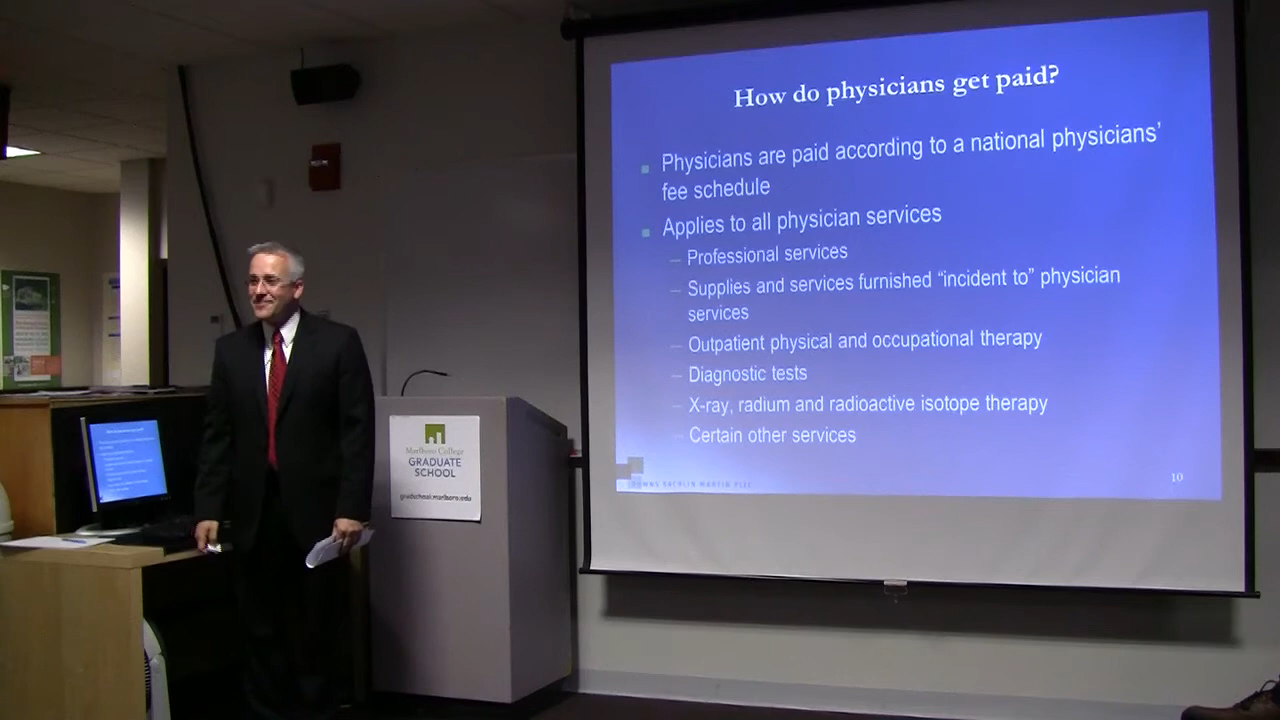 How do physicians get paid?
Physicians are paid according to a national physicians'
fee schedule
Applies to all physician services
– Professional services
– Supplies and services furnished “incident to” physician
services
– Outpatient physical and occupational therapy
– Diagnostic tests
– X-ray, radium and radioactive isotope therapy
– Certain other services
DOWNS RACHLIN MARTIN PLLC
10
Marlboro College
GRADUATE
SCHOOL
gradschool.marlboro.edu